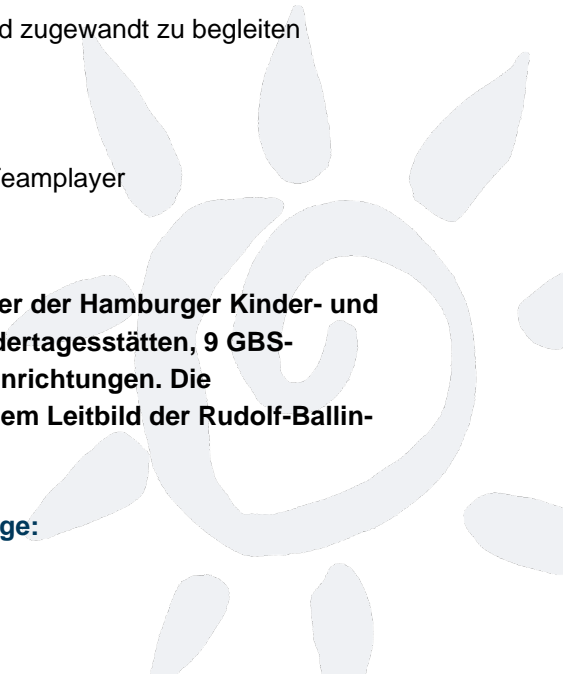 d zugewandt zu begleiten
eamplayer
er der Hamburger Kinder- und
dertagesstätten, 9 GBS-
nrichtungen. Die
em Leitbild der Rudolf-Ballin-
ge: